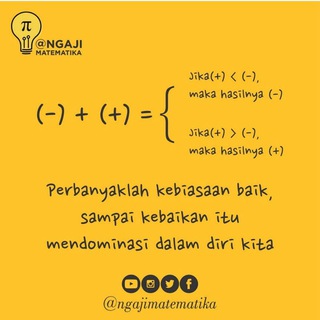 π
@NGAJI
MATEMATIKA
(-) + (+) = {
Jika(+) < (-),
maka hasilnya (-)
Jika(+) > (-),
maka hasilnya (+)
Perbanyaklah kebiasaan baik,
sampai kebaikan itu
mendominasi dalam diri kita
@ngajimatematika